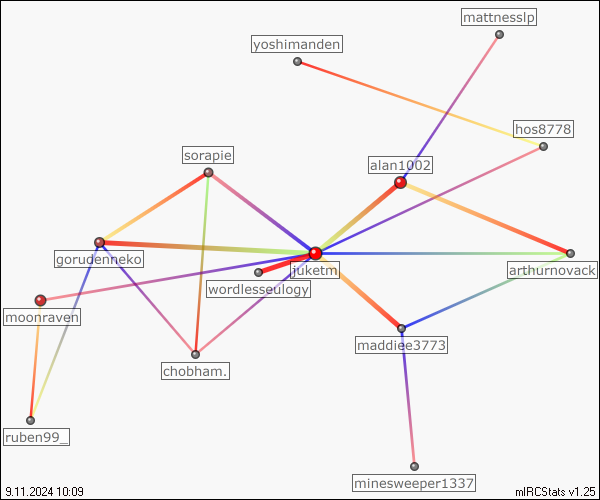 mattnesslp
yoshimanden
hos8778
sorapie
alan1002
gorudenneko
juketm
arthurnovack
wordlesseulogy
moonraven
maddiee3773
chobham.
ruben99_
minesweeper1337
9.11.2024 10:09
mIRCStats v1.25